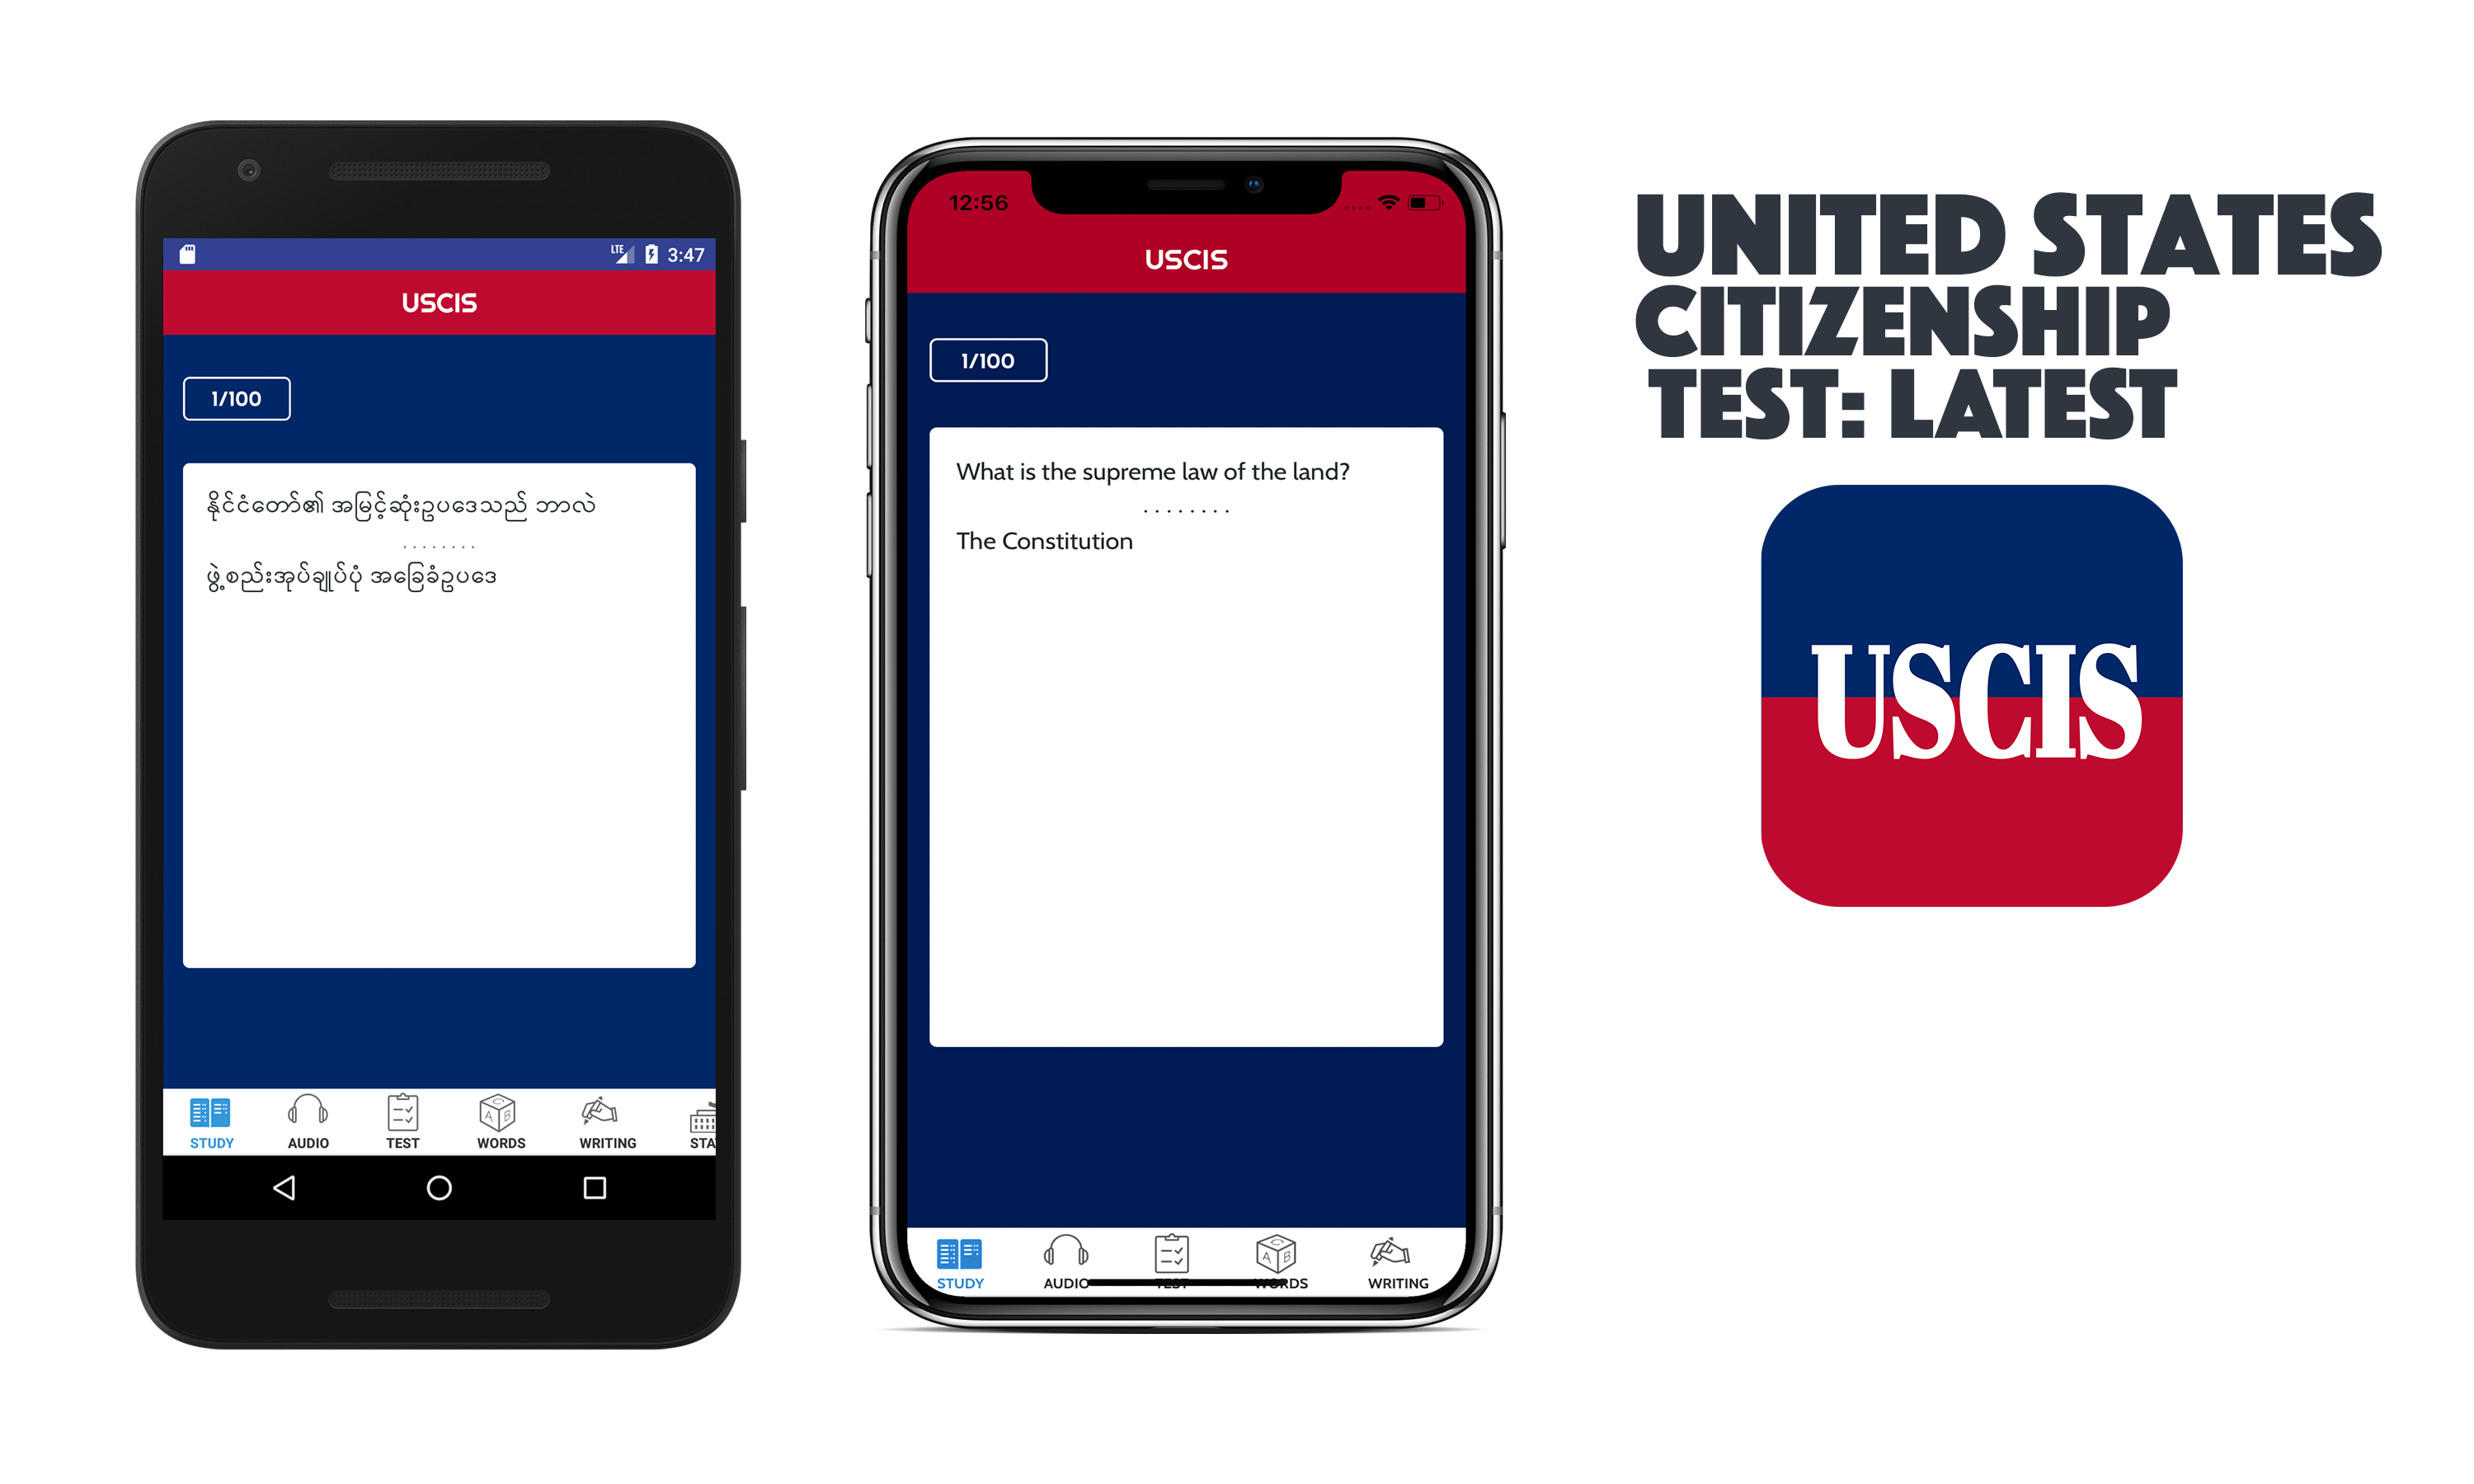 LTE 3:47
USCIS
1/100
နိုင်ငံတော်၏ အမြင့်ဆုံးဥပဒေသည် ဘာလဲ
........
ဖွဲ့စည်းအုပ်ချုပ်ပုံ အခြေခံဥပဒေ
STUDY AUDIO TEST WORDS WRITING STA
12:56
USCIS
1/100
What is the supreme law of the land?
........
The Constitution
STUDY AUDIO TEST WORDS WRITING
UNITED STATES
CITIZENSHIP
TEST: LATEST
USCIS